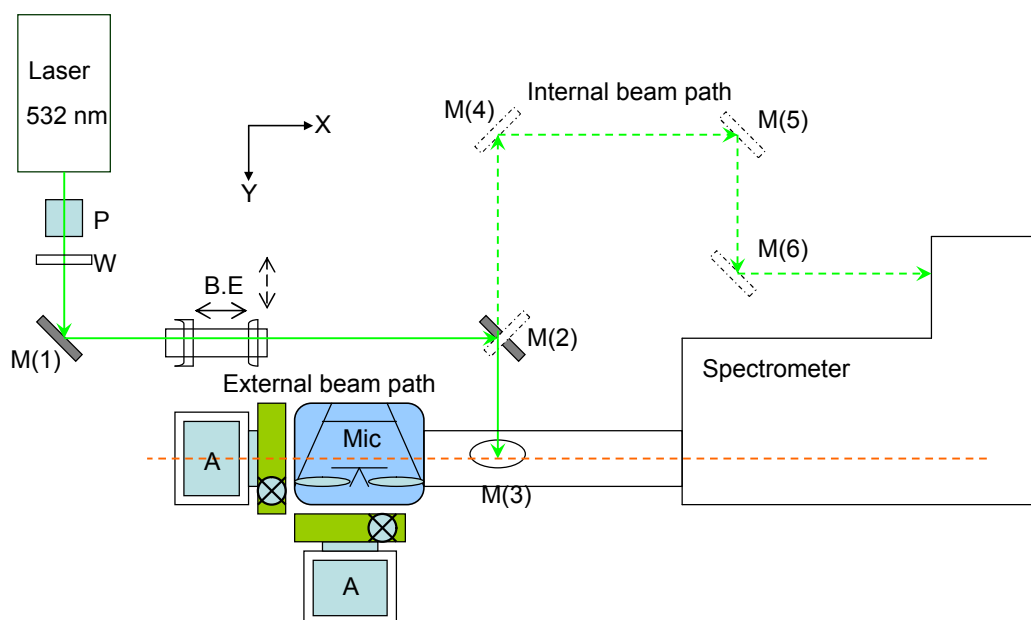 Laser
532 nm
P
W
M(1)
B.E
X
Y
Internal beam path
M(4)
M(5)
M(6)
M(2)
External beam path
Spectrometer
Mic
A
M(3)
A